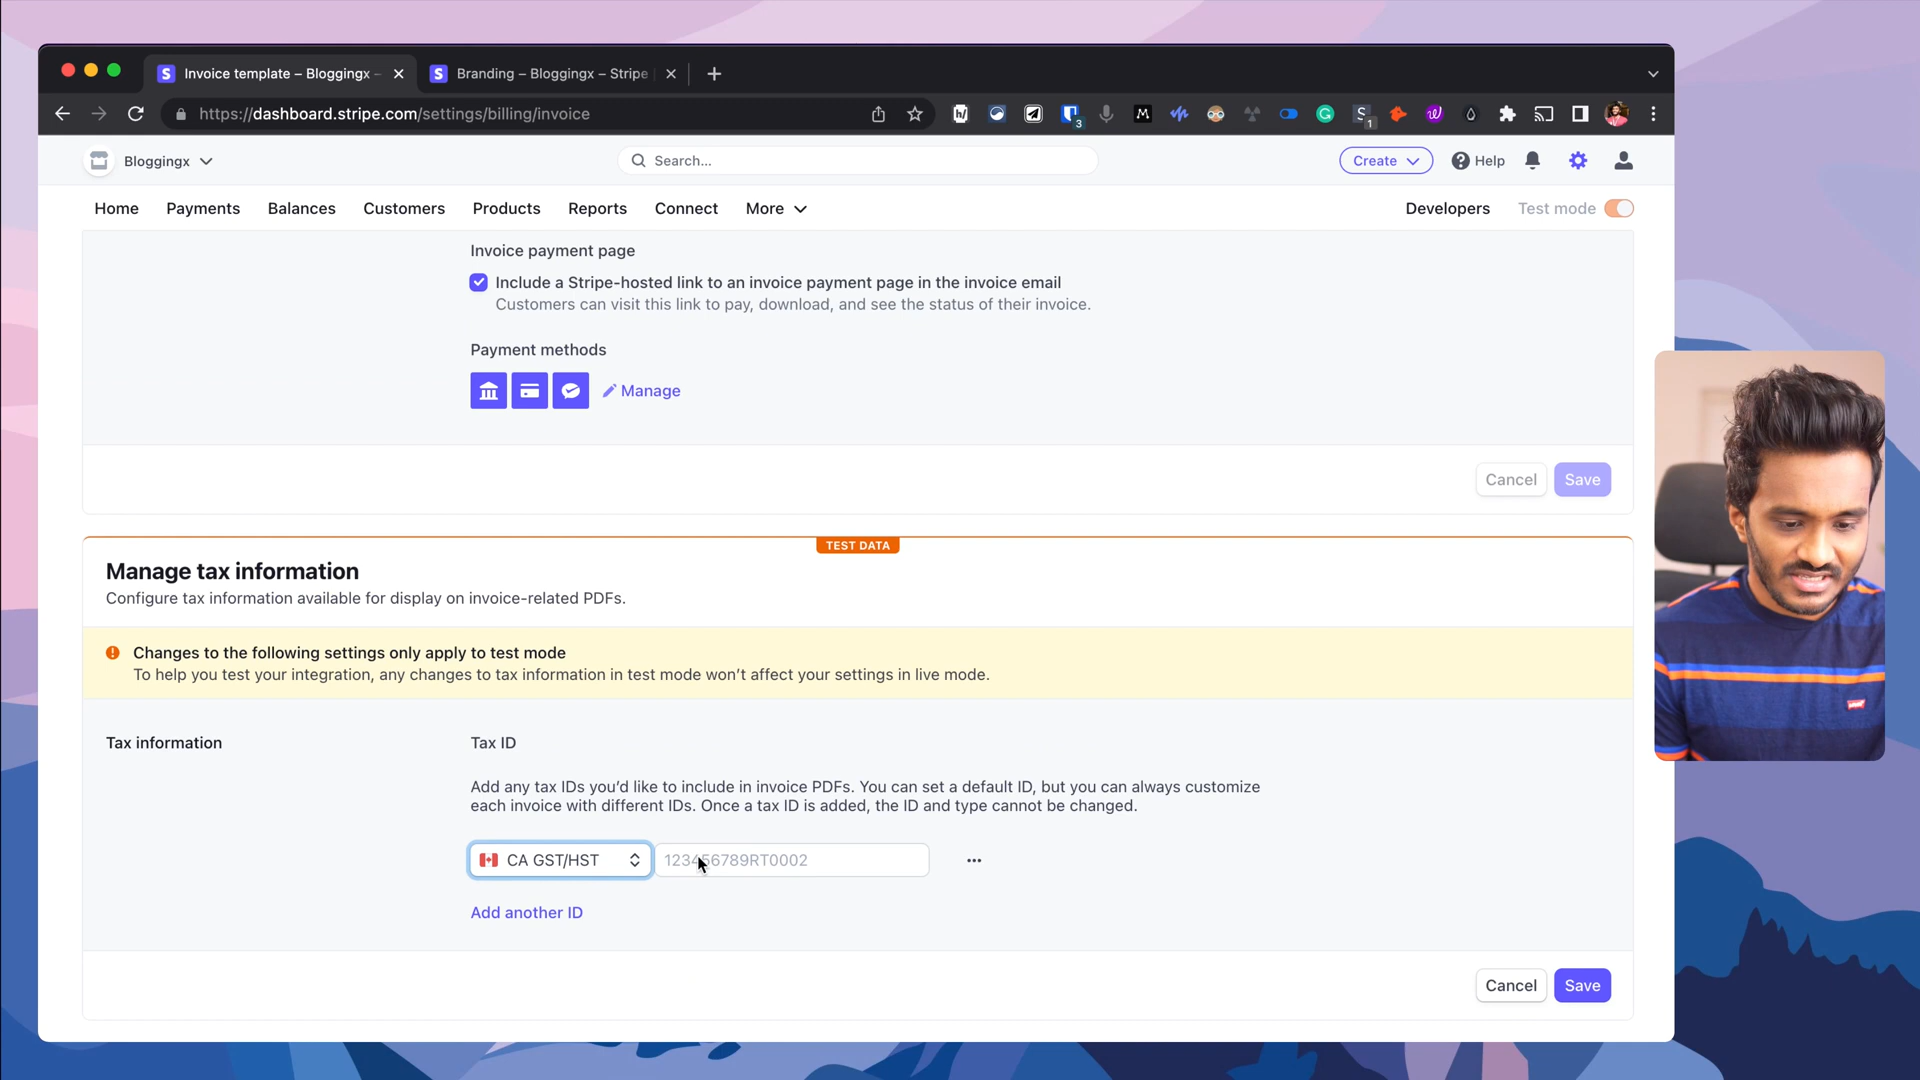 Invoice template – Bloggingx –
Branding – Bloggingx – Stripe
https://dashboard.stripe.com/settings/billing/invoice
3
1
Bloggingx
Search...
Create
Help
Home
Payments
Balances
Customers
Products
Reports
Connect
More
Developers
Test mode
Invoice payment page
Include a Stripe-hosted link to an invoice payment page in the invoice email
Customers can visit this link to pay, download, and see the status of their invoice.
Payment methods
Manage
Cancel
Save
TEST DATA
Manage tax information
Configure tax information available for display on invoice-related PDFs.
Changes to the following settings only apply to test mode
To help you test your integration, any changes to tax information in test mode won’t affect your settings in live mode.
Tax information
Tax ID
Add any tax IDs you’d like to include in invoice PDFs. You can set a default ID, but you can always customize
each invoice with different IDs. Once a tax ID is added, the ID and type cannot be changed.
CA GST/HST
123456789RT0002
Add another ID
Cancel
Save